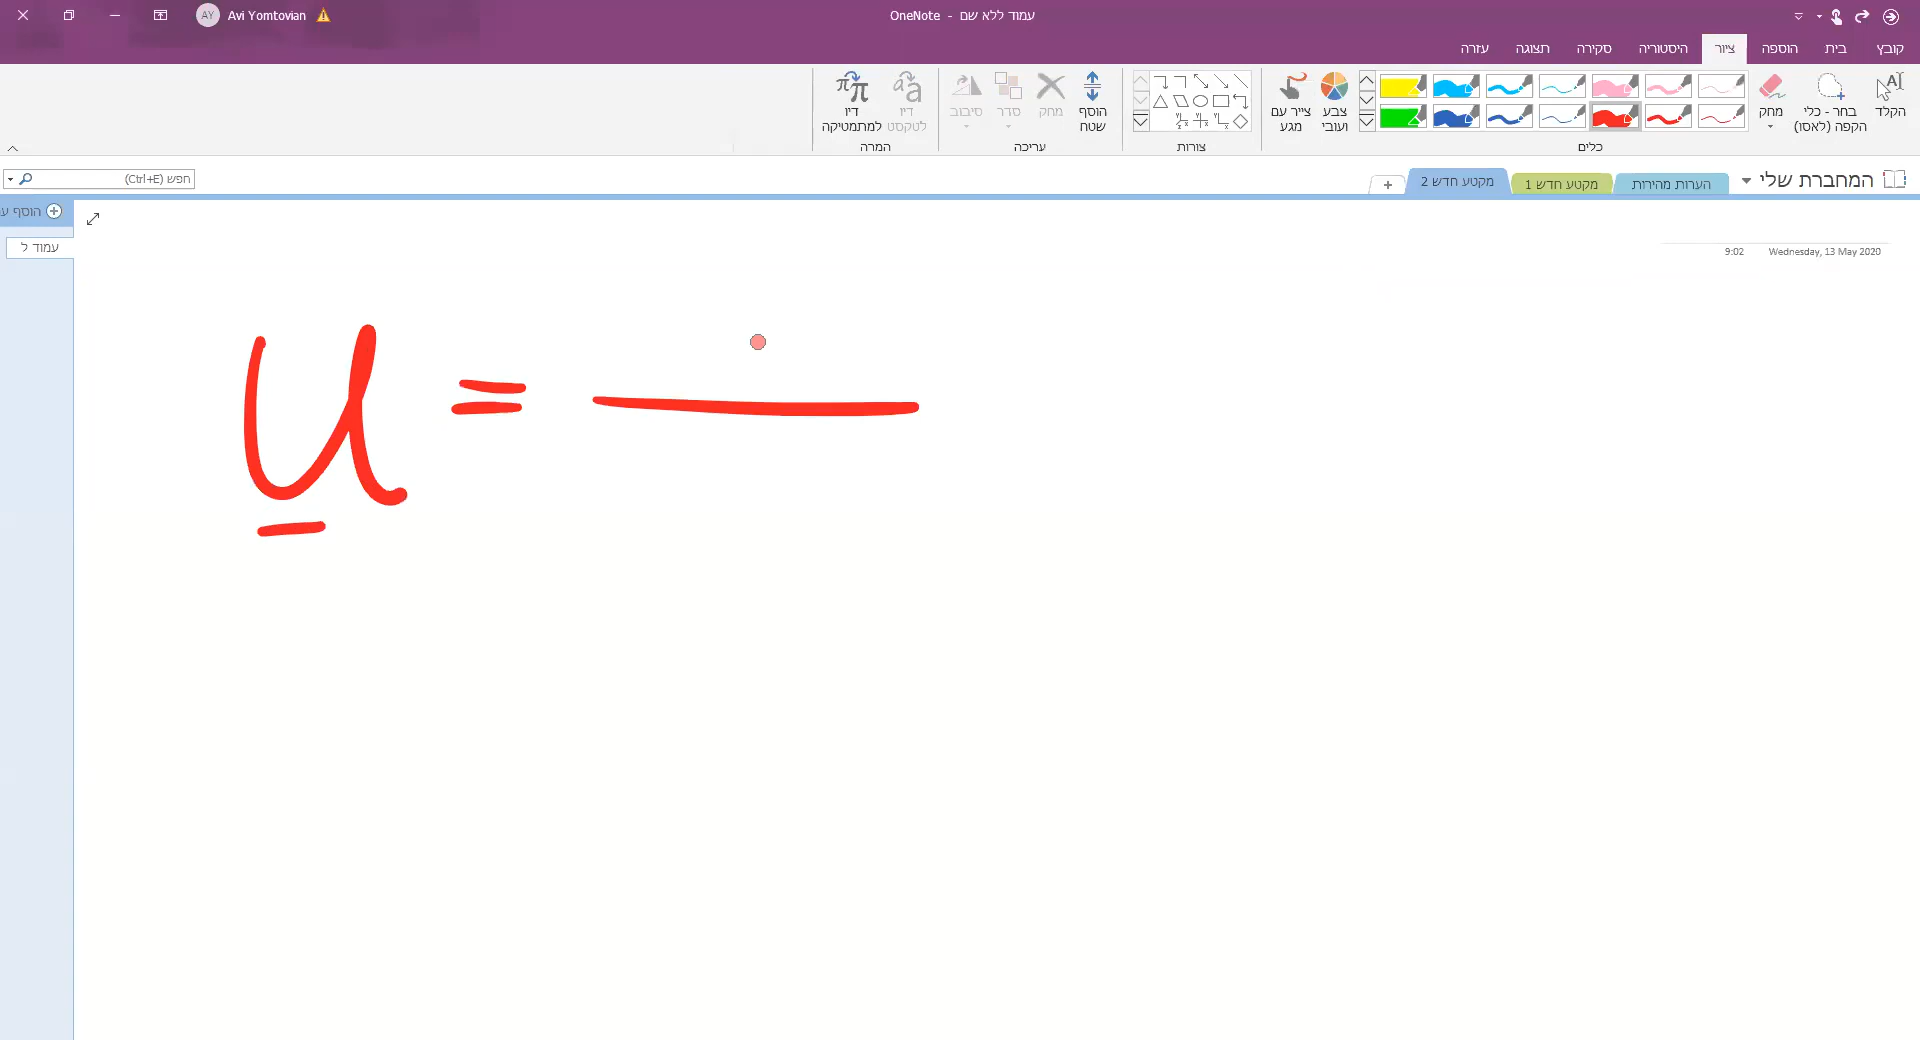 Avi Yomtovian
AY
עמוד ללא שם - OneNote
קובץ
בית
הוספה
ציור
היסטוריה
סקירה
תצוגה
עזרה
הקלד
בחר - כלי
הקפה (לאסו)
מחק
כלים
צבע
ועובי
צייר עם
מגע
צורות
הוסף
שטח
מחק
סדר
סיבוב
עריכה
דיו
לטקסט
דיו
למתמטיקה
המרה
המחברת שלי
הערות מהירות
מקטע חדש 1
מקטע חדש 2
חפש (Ctrl+E)
הוסף
עמוד ל
Wednesday, 13 May 2020 9:02
u =